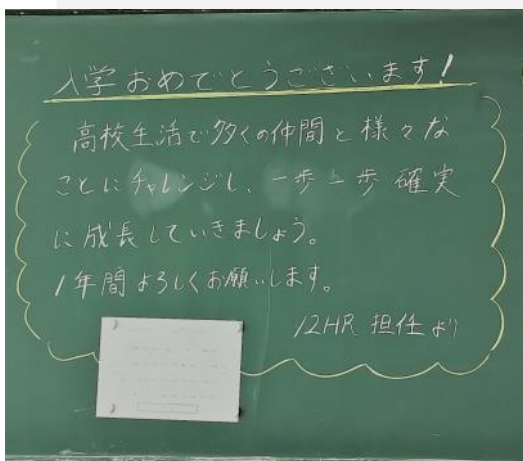 入学おめでとうございます!
高校生活で多くの仲間と様々な
ことにチャレンジし、一歩一歩確実
に成長していきましょう。
1年間よろしくお願いします。
12HR 担任より